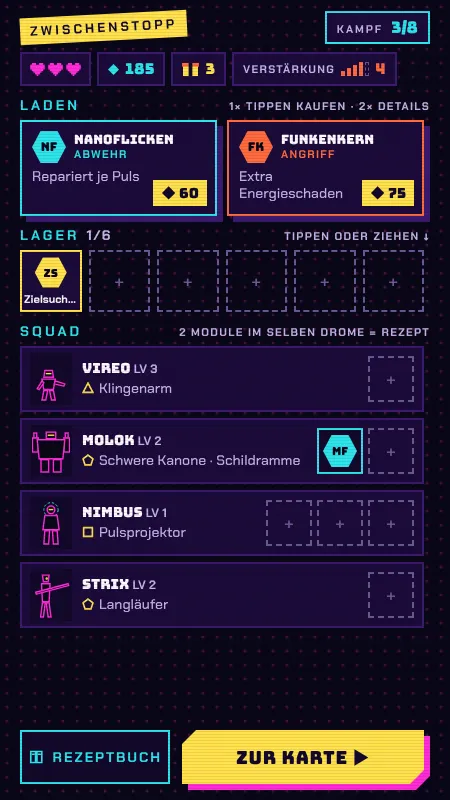 ZWISCHENSTOPP
KAMPF 3/8
185
3
VERSTÄRKUNG 4
LADEN
1× TIPPEN KAUFEN · 2× DETAILS
NF NANOFLICKEN
ABWEHR
Repariert je Puls
60
FK FUNKENKERN
ANGRIFF
Extra
Energieschaden
75
LAGER 1/6
TIPPEN ODER ZIEHEN ↓
ZS
Zielsuch...
+ + + + +
SQUAD
2 MODULE IM SELBEN DROME = REZEPT
VIREO LV 3
Klingenarm
+
MOLOK LV 2
Schwere Kanone · Schildramme
MF +
NIMBUS LV 1
Pulsprojektor
+ + +
STRIX LV 2
Langläufer
+
REZEPTBUCH
ZUR KARTE ▶